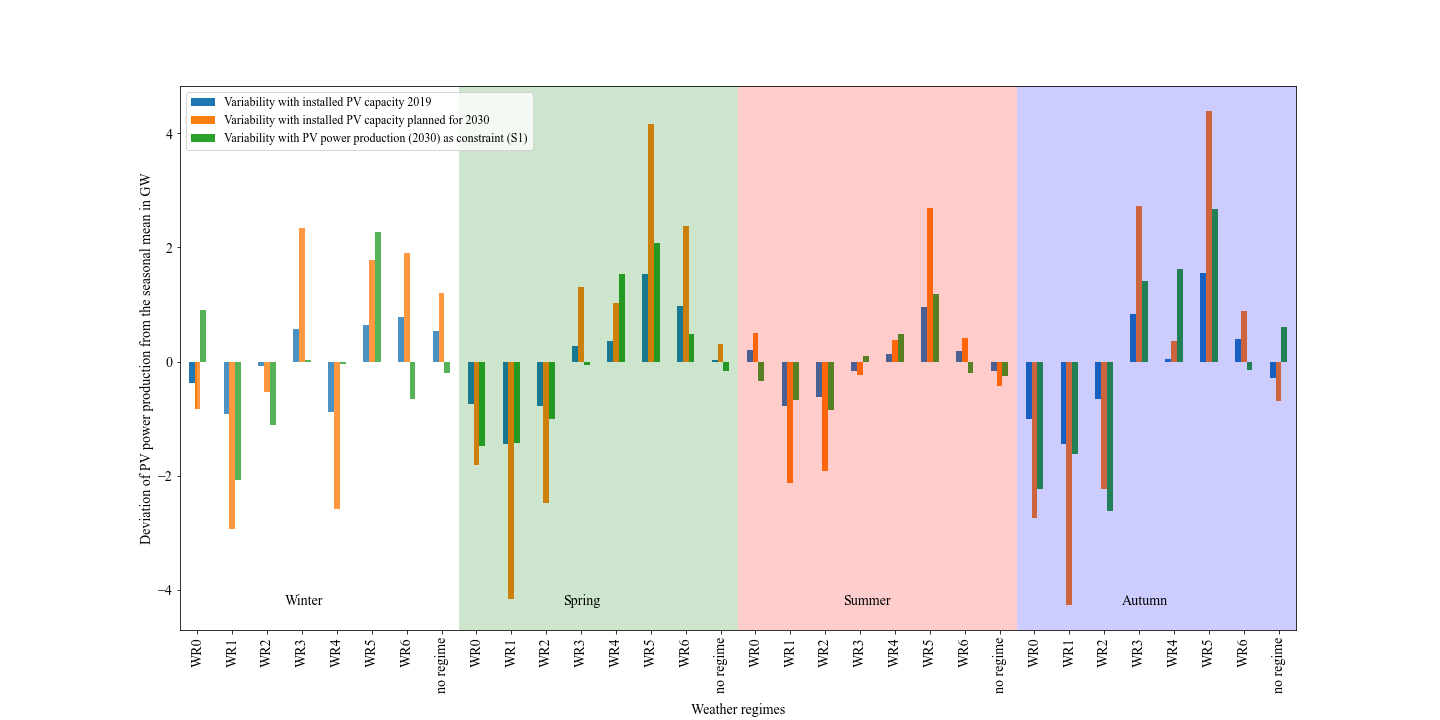 Variability with installed PV capacity 2019
Variability with installed PV capacity planned for 2030
Variability with PV power production (2030) as constraint (S1)
Deviation of PV power production from the seasonal mean in GW
4
2
0
−2
−4
Winter
Spring
Summer
Autumn
WR0 WR1 WR2 WR3 WR4 WR5 WR6 no regime WR0 WR1 WR2 WR3 WR4 WR5 WR6 no regime WR0 WR1 WR2 WR3 WR4 WR5 WR6 no regime WR0 WR1 WR2 WR3 WR4 WR5 WR6 no regime
Weather regimes